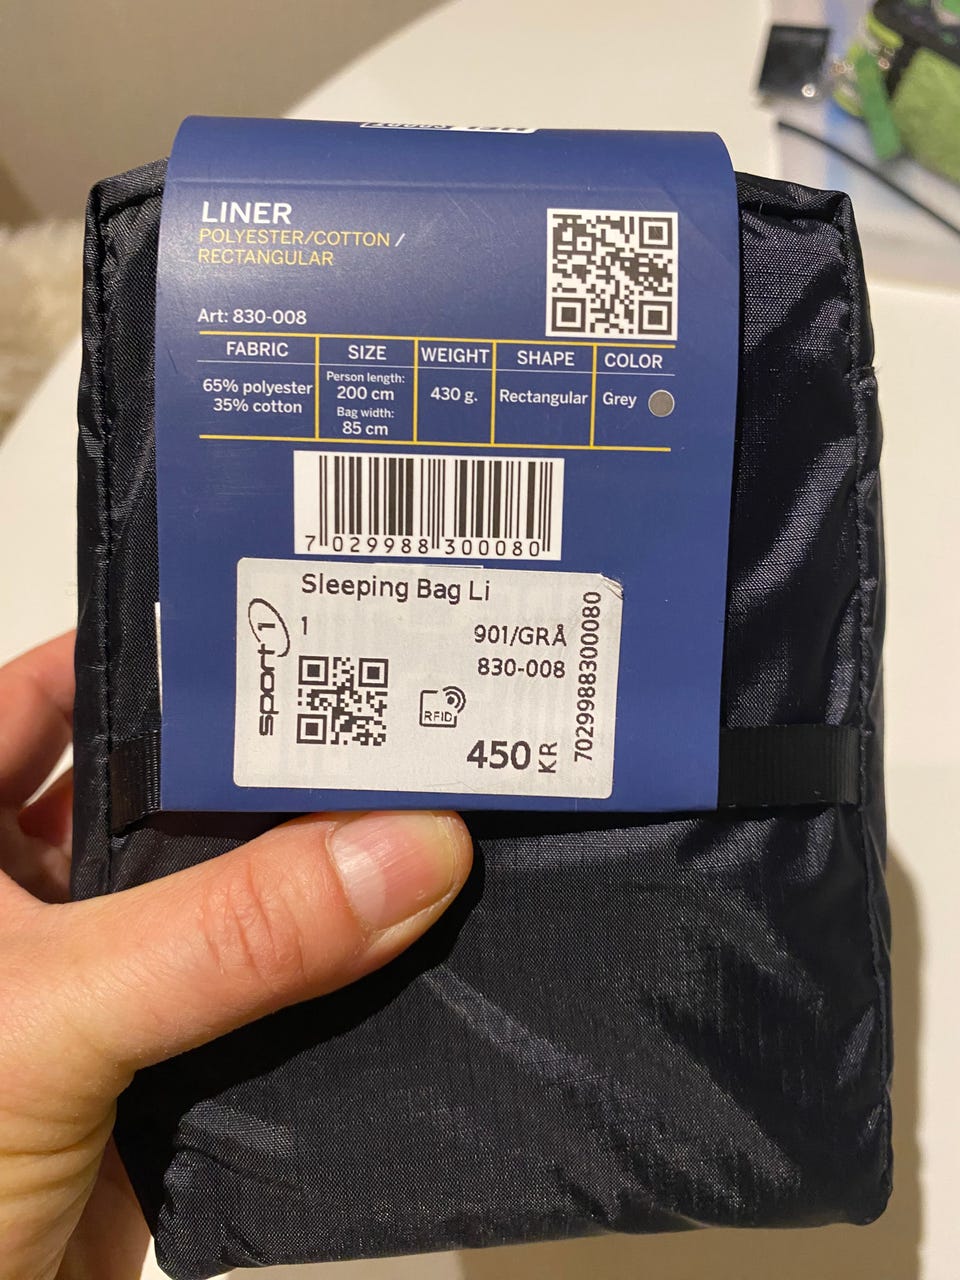 LINER
POLYESTER/COTTON /
RECTANGULAR
Art: 830-008
FABRIC SIZE WEIGHT SHAPE COLOR
65% polyester
35% cotton
Person length:
200 cm
Bag width:
85 cm
430 g.
Rectangular
Grey
7 029988 300080
Sleeping Bag Li
sport1
1
901/GRÅ
830-008
RFID
450 KR
7029988300080